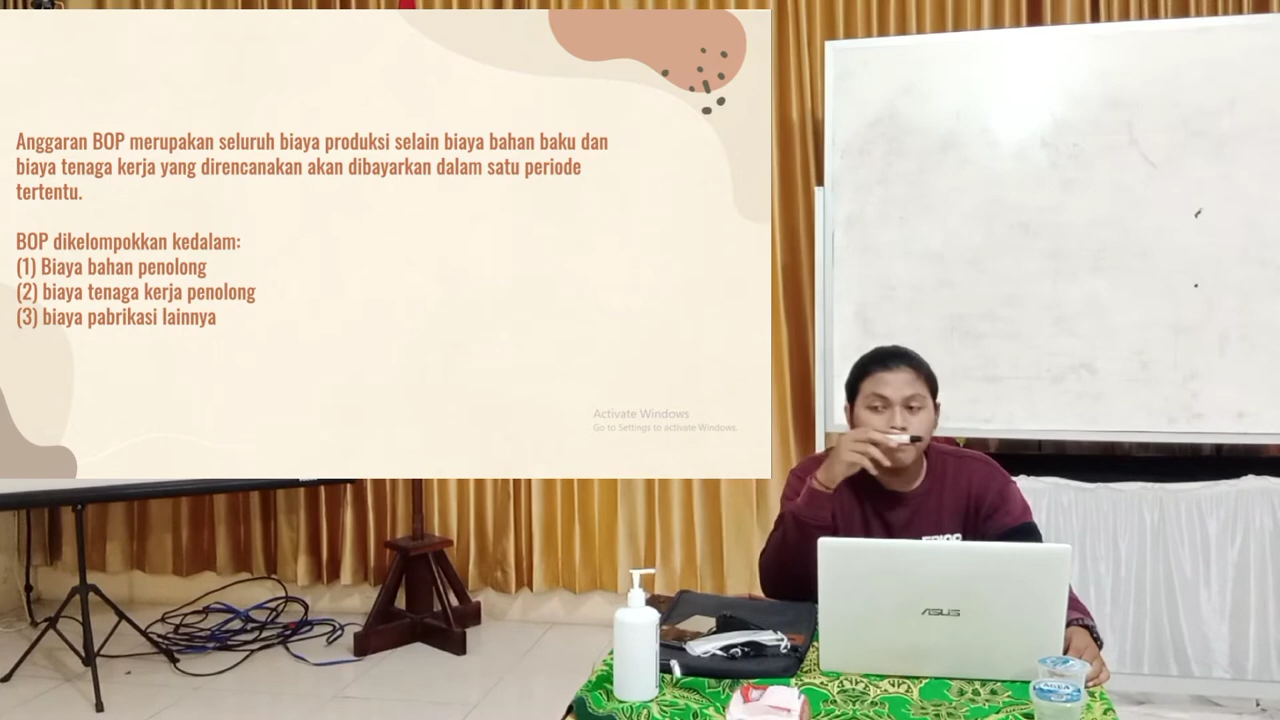 Anggaran BOP merupakan seluruh biaya produksi selain biaya bahan baku dan
biaya tenaga kerja yang direncanakan akan dibayarkan dalam satu periode
tertentu.
BOP dikelompokkan kedalam:
(1) Biaya bahan penolong
(2) biaya tenaga kerja penolong
(3) biaya pabrikasi lainnya
Activate Windows
Go to Settings to activate Windows.
ASUS
AQUA